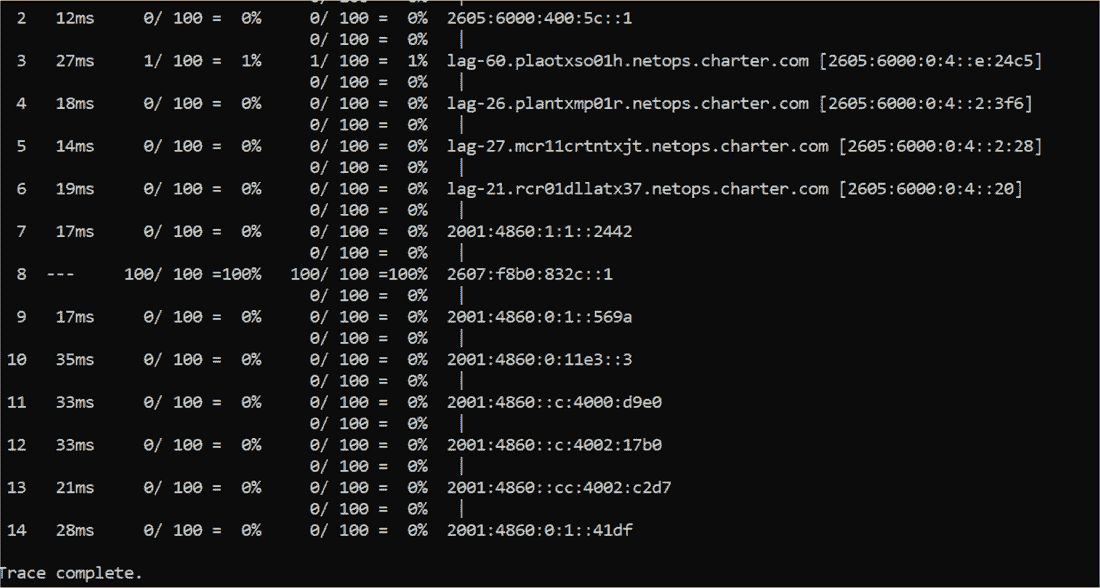 2 12ms 0/ 100 = 0% 0/ 100 = 0% 2605:6000:400:5c::1
0/ 100 = 0% |
3 27ms 1/ 100 = 1% 1/ 100 = 1% lag-60.plaotxso01h.netops.charter.com [2605:6000:0:4::e:24c5]
0/ 100 = 0% |
4 18ms 0/ 100 = 0% 0/ 100 = 0% lag-26.plantxmp01r.netops.charter.com [2605:6000:0:4::2:3f6]
0/ 100 = 0% |
5 14ms 0/ 100 = 0% 0/ 100 = 0% lag-27.mcr11crtntxjt.netops.charter.com [2605:6000:0:4::2:28]
0/ 100 = 0% |
6 19ms 0/ 100 = 0% 0/ 100 = 0% lag-21.rcr01dllatx37.netops.charter.com [2605:6000:0:4::20]
0/ 100 = 0% |
7 17ms 0/ 100 = 0% 0/ 100 = 0% 2001:4860:1:1::2442
0/ 100 = 0% |
8 --- 100/ 100 =100% 100/ 100 =100% 2607:f8b0:832c::1
0/ 100 = 0% |
9 17ms 0/ 100 = 0% 0/ 100 = 0% 2001:4860:0:1::569a
0/ 100 = 0% |
10 35ms 0/ 100 = 0% 0/ 100 = 0% 2001:4860:0:11e3::3
0/ 100 = 0% |
11 33ms 0/ 100 = 0% 0/ 100 = 0% 2001:4860::c:4000:d9e0
0/ 100 = 0% |
12 33ms 0/ 100 = 0% 0/ 100 = 0% 2001:4860::c:4002:17b0
0/ 100 = 0% |
13 21ms 0/ 100 = 0% 0/ 100 = 0% 2001:4860::cc:4002:c2d7
0/ 100 = 0% |
14 28ms 0/ 100 = 0% 0/ 100 = 0% 2001:4860:0:1::41df
Trace complete.